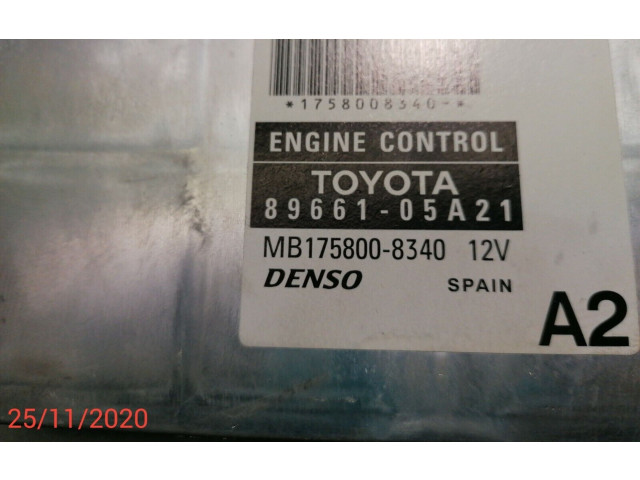 *1758008340-*
ENGINE CONTROL
TOYOTA
89661-05A21
MB175800-8340 12V
DENSO SPAIN
A2
25/11/2020